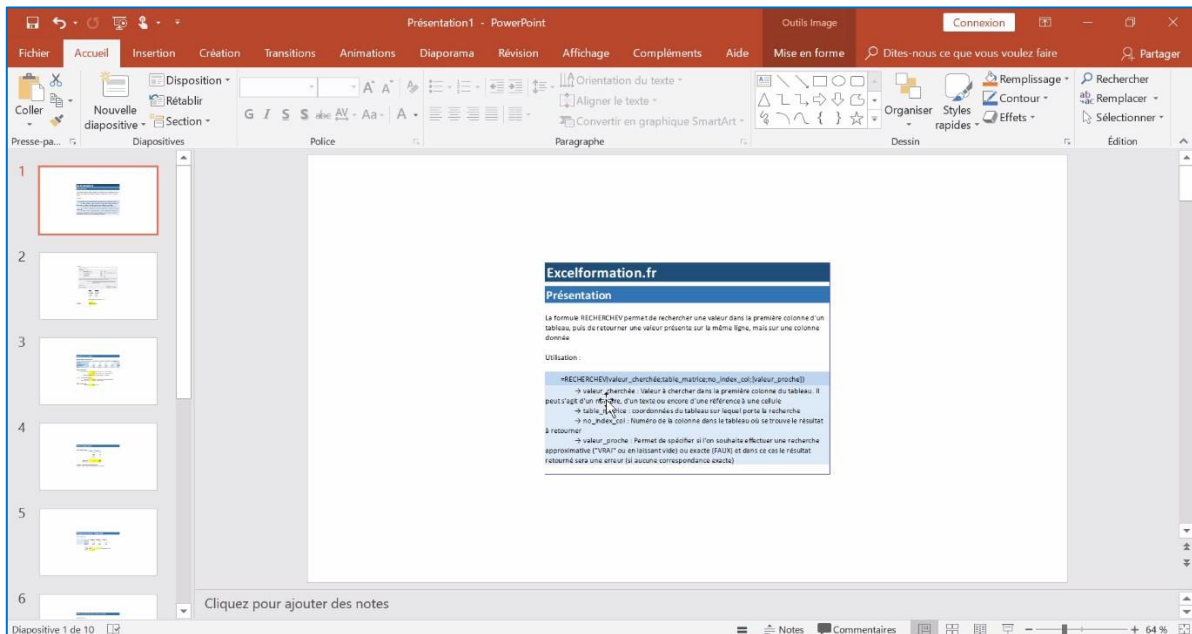 Présentation1 - PowerPoint
Outils Image
Connexion
Fichier Accueil Insertion Création Transitions Animations Diaporama Révision Affichage Compléments Aide Mise en forme Dites-nous ce que vous voulez faire Partager
Coller
Nouvelle diapositive
Disposition
Rétablir
Section
G I S S abc AV Aa A
Orientation du texte
Aligner le texte
Convertir en graphique SmartArt
Organiser
Styles rapides
Remplissage
Contour
Effets
Rechercher
Remplacer
Sélectionner
Presse-pa... Diapositives Police Paragraphe Dessin Édition
1
2
3
4
5
6
Excelformation.fr
Présentation
La formule RECHERCHEV permet de rechercher une valeur dans la première colonne d'un
tableau, puis de retourner une valeur présente sur la même ligne, mais sur une colonne
donnée
Utilisation :
=RECHERCHEV(valeur_cherchée;table_matrice;no_index_col;[valeur_proche])
→ valeur_cherchée : Valeur à chercher dans la première colonne du tableau. Il
peut s'agit d'un nombre, d'un texte ou encore d'une référence à une cellule
→ table_matrice : coordonnées du tableau sur lequel porte la recherche
→ no_index_col : Numéro de la colonne dans le tableau où se trouve le résultat
à retourner
→ valeur_proche : Permet de spécifier si l'on souhaite effectuer une recherche
approximative ("VRAI" ou en laissant vide) ou exacte (FAUX) et dans ce cas le résultat
retourné sera une erreur (si aucune correspondance exacte)
Cliquez pour ajouter des notes
Diapositive 1 de 10 Notes Commentaires 64 %